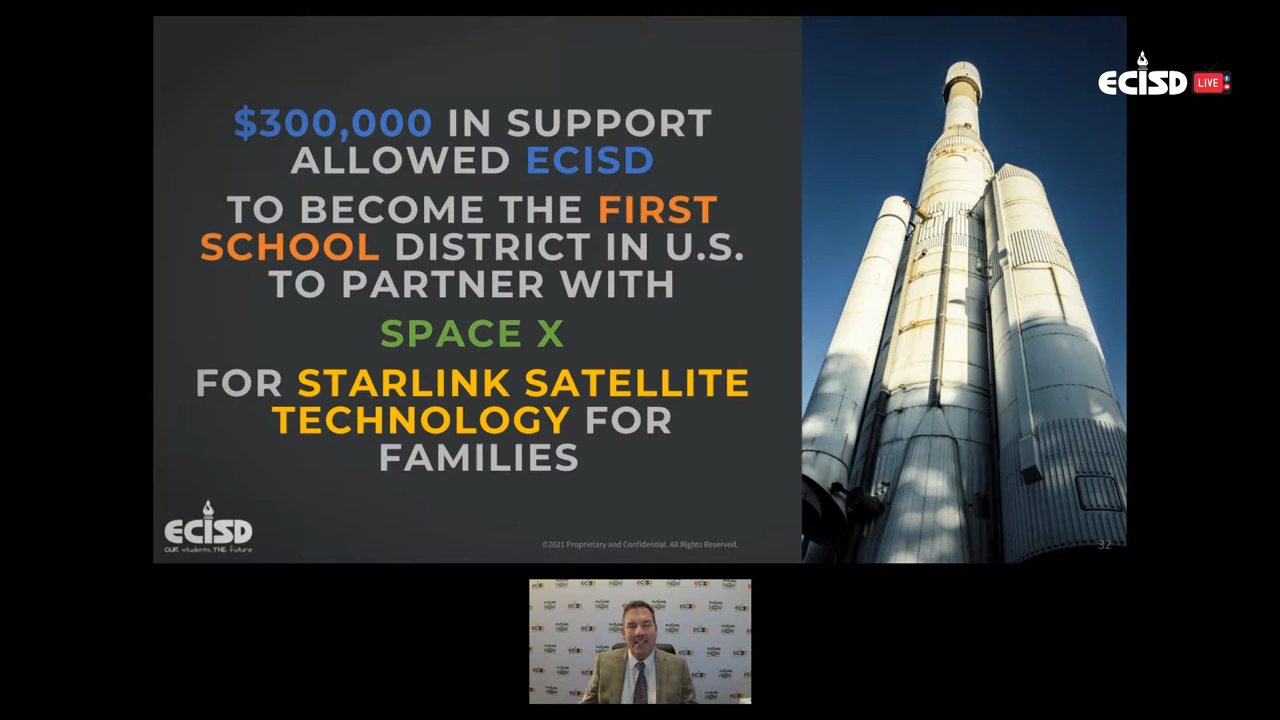 $300,000 IN SUPPORT
ALLOWED ECISD
TO BECOME THE FIRST
SCHOOL DISTRICT IN U.S.
TO PARTNER WITH
SPACE X
FOR STARLINK SATELLITE
TECHNOLOGY FOR
FAMILIES
ECISD
OUR students.THE future
©2021 Proprietary and Confidential. All Rights Reserved.
32
ECISD LIVE